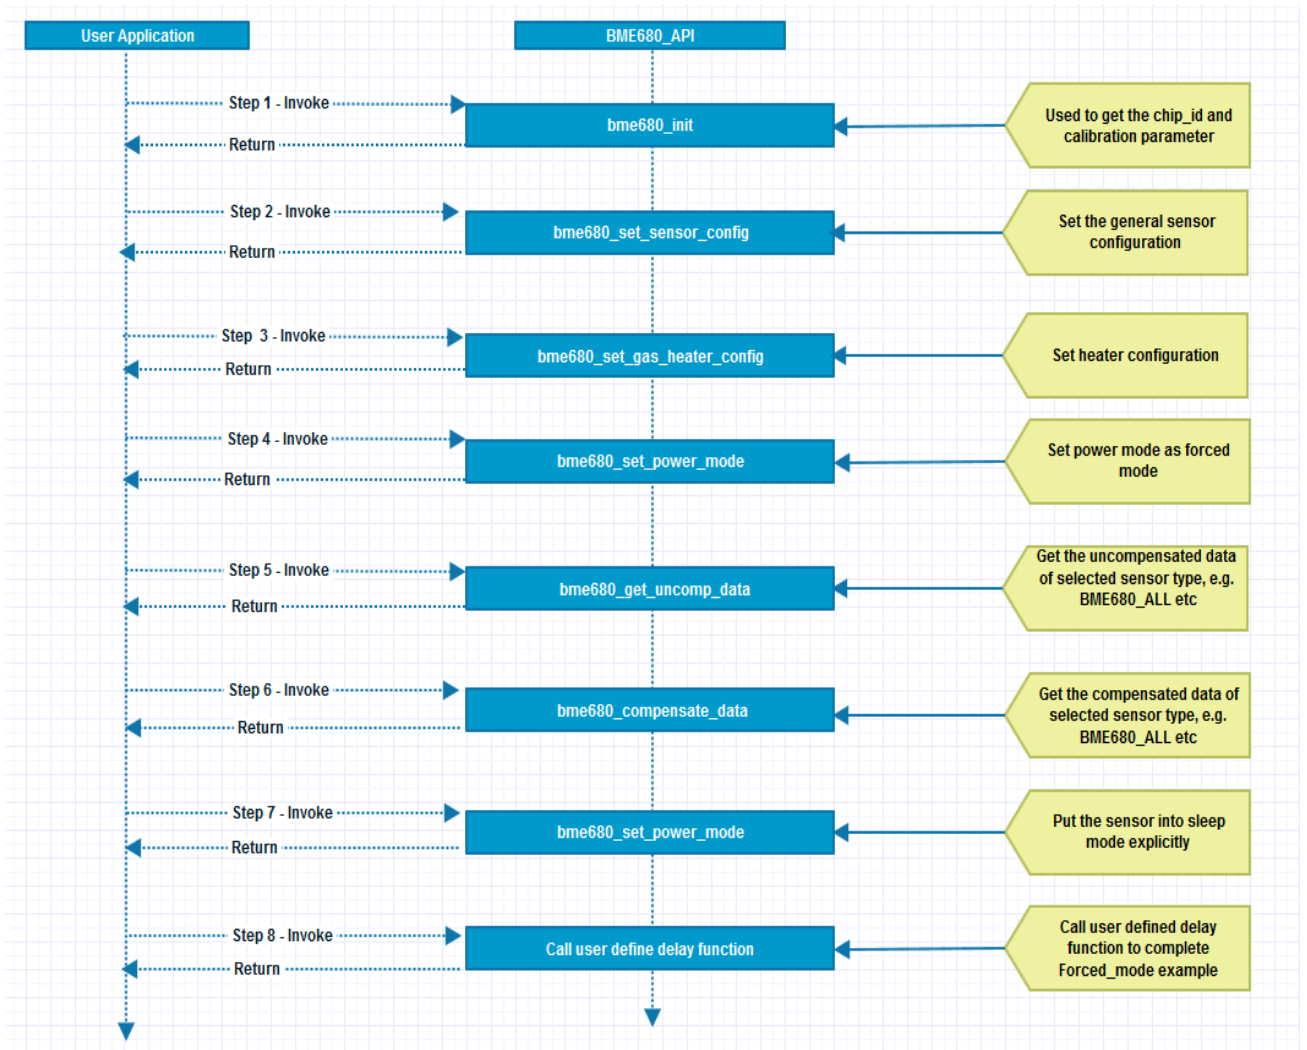 User Application
BME680_API
Step 1 - Invoke
bme680_init
Used to get the chip_id and
calibration parameter
Return
Step 2 - Invoke
bme680_set_sensor_config
Set the general sensor
configuration
Return
Step  3 - Invoke
bme680_set_gas_heater_config
Set heater configuration
Return
Step 4 - Invoke
bme680_set_power_mode
Set power mode as forced
mode
Return
Step 5 - Invoke
bme680_get_uncomp_data
Get the uncompensated data
of selected sensor type, e.g.
BME680_ALL etc
Return
Step 6 - Invoke
bme680_compensate_data
Get the compensated data of
selected sensor type, e.g.
BME680_ALL etc
Return
Step 7 - Invoke
bme680_set_power_mode
Put the sensor into sleep
mode explicitly
Return
Step 8 - Invoke
Call user define delay function
Call user defined delay
function to complete
Forced_mode example
Return